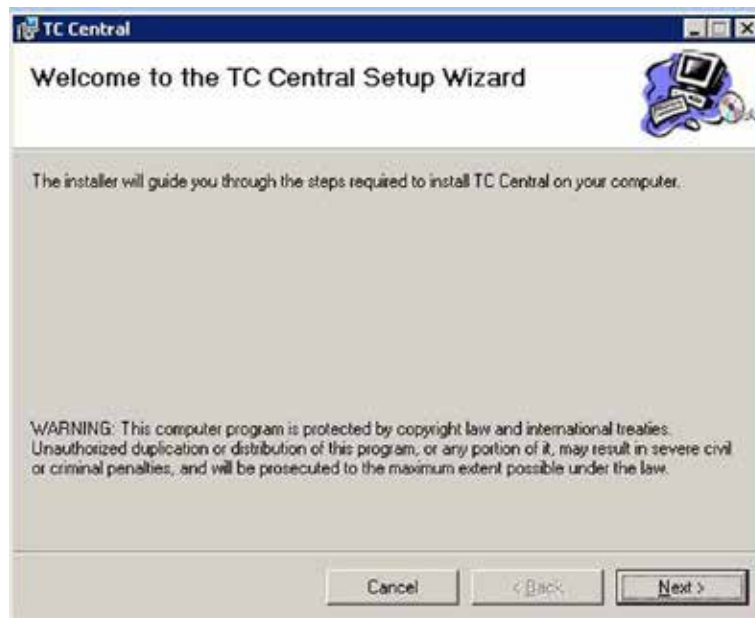 TC Central
Welcome to the TC Central Setup Wizard
The installer will guide you through the steps required to install TC Central on your computer.
WARNING: This computer program is protected by copyright law and international treaties.
Unauthorized duplication or distribution of this program, or any portion of it, may result in severe civil
or criminal penalties, and will be prosecuted to the maximum extent possible under the law.
Cancel < Back Next >